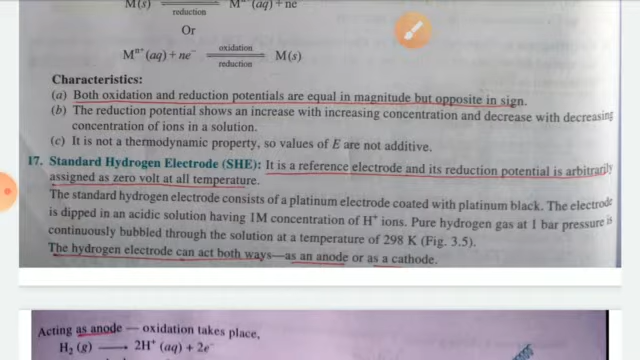 M(s) reduction Mⁿ⁺(aq) + ne⁻
Or
Mⁿ⁺(aq) + ne⁻ oxidation reduction M(s)
Characteristics:
(a) Both oxidation and reduction potentials are equal in magnitude but opposite in sign.
(b) The reduction potential shows an increase with increasing concentration and decrease with decreasing
concentration of ions in a solution.
(c) It is not a thermodynamic property, so values of E are not additive.
17. Standard Hydrogen Electrode (SHE): It is a reference electrode and its reduction potential is arbitrarily
assigned as zero volt at all temperature.
The standard hydrogen electrode consists of a platinum electrode coated with platinum black. The electrode
is dipped in an acidic solution having 1M concentration of H⁺ ions. Pure hydrogen gas at 1 bar pressure is
continuously bubbled through the solution at a temperature of 298 K (Fig. 3.5).
The hydrogen electrode can act both ways—as an anode or as a cathode.
Acting as anode — oxidation takes place,
H₂ (g) ⟶ 2H⁺ (aq) + 2e⁻